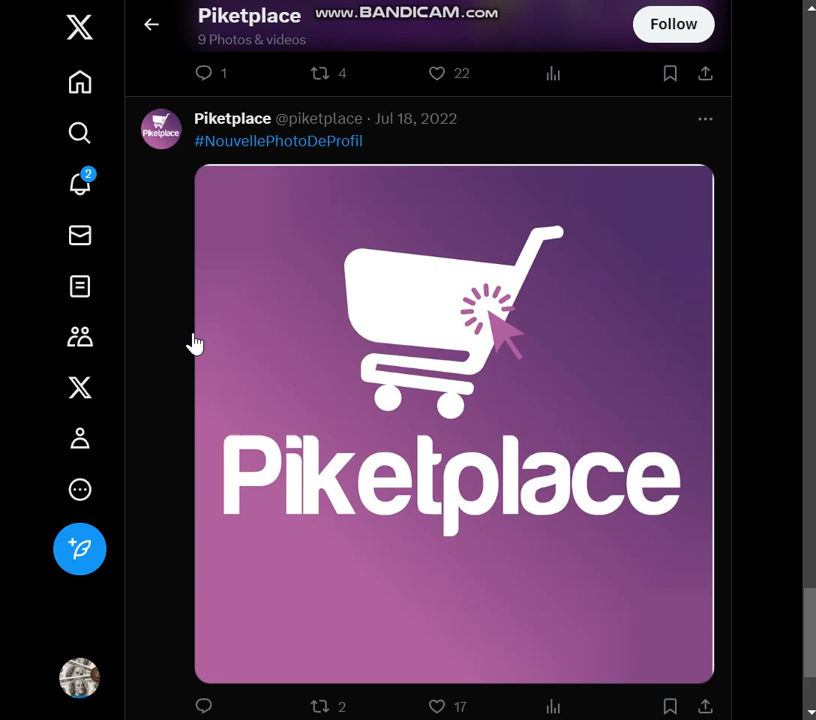 Piketplace
www.BANDICAM.com
9 Photos & videos
Follow
1
4
22
Piketplace @piketplace · Jul 18, 2022
#NouvellePhotoDeProfil
Piketplace
2
Piketplace
2
17